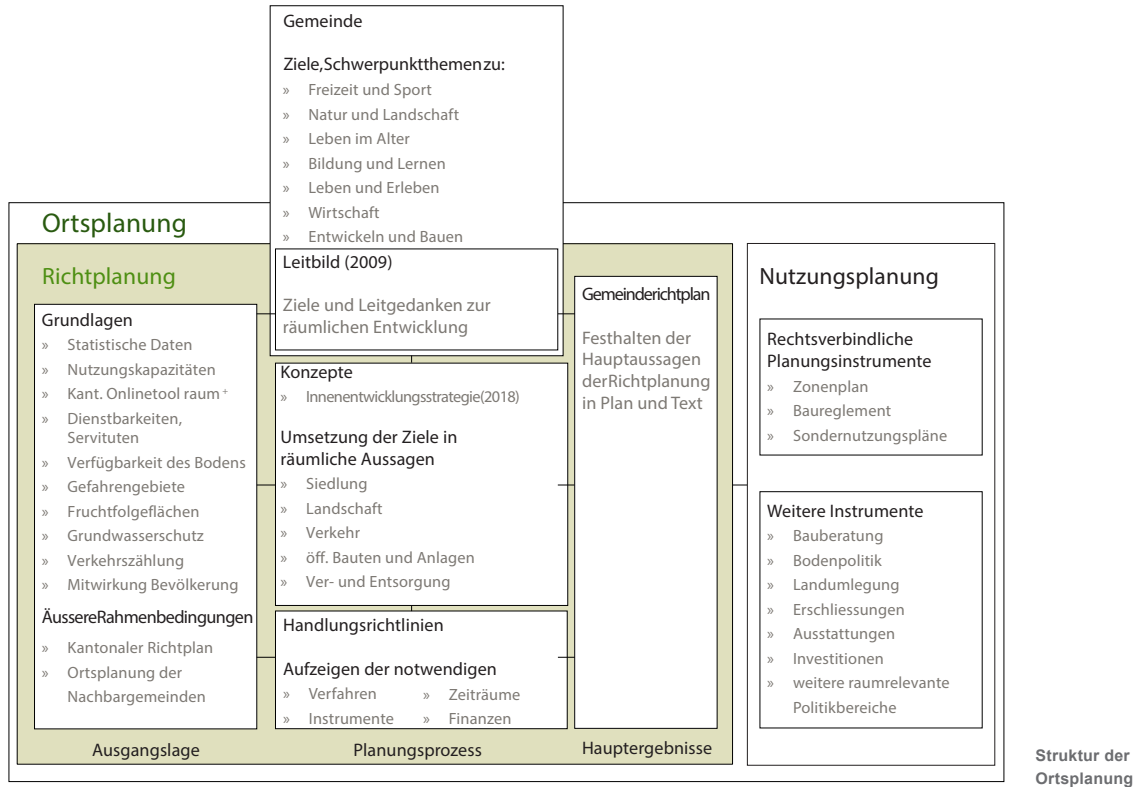 Gemeinde
Ziele,Schwerpunktthemenzu:
» Freizeit und Sport
» Natur und Landschaft
» Leben im Alter
» Bildung und Lernen
» Leben und Erleben
» Wirtschaft
» Entwickeln und Bauen
Ortsplanung
Richtplanung
Grundlagen
» Statistische Daten
» Nutzungskapazitäten
» Kant. Onlinetool raum +
» Dienstbarkeiten,
Servituten
» Verfügbarkeit des Bodens
» Gefahrengebiete
» Fruchtfolgeflächen
» Grundwasserschutz
» Verkehrszählung
» Mitwirkung Bevölkerung
ÄussereRahmenbedingungen
» Kantonaler Richtplan
» Ortsplanung der
Nachbargemeinden
Ausgangslage
Leitbild (2009)
Ziele und Leitgedanken zur
räumlichen Entwicklung
Konzepte
» Innenentwicklungsstrategie(2018)
Umsetzung der Ziele in
räumliche Aussagen
» Siedlung
» Landschaft
» Verkehr
» öff. Bauten und Anlagen
» Ver- und Entsorgung
Handlungsrichtlinien
Aufzeigen der notwendigen
» Verfahren » Zeiträume
» Instrumente » Finanzen
Planungsprozess
Gemeinderichtplan
Festhalten der
Hauptaussagen
derRichtplanung
in Plan und Text
Hauptergebnisse
Nutzungsplanung
Rechtsverbindliche
Planungsinstrumente
» Zonenplan
» Baureglement
» Sondernutzungspläne
Weitere Instrumente
» Bauberatung
» Bodenpolitik
» Landumlegung
» Erschliessungen
» Ausstattungen
» Investitionen
» weitere raumrelevante
Politikbereiche
Struktur der
Ortsplanung